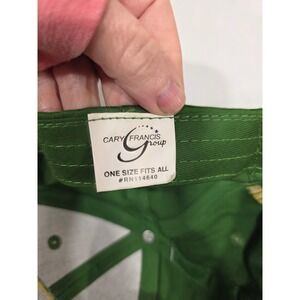 CARY FRANCIS
Group
ONE SIZE FITS ALL
#RN114640